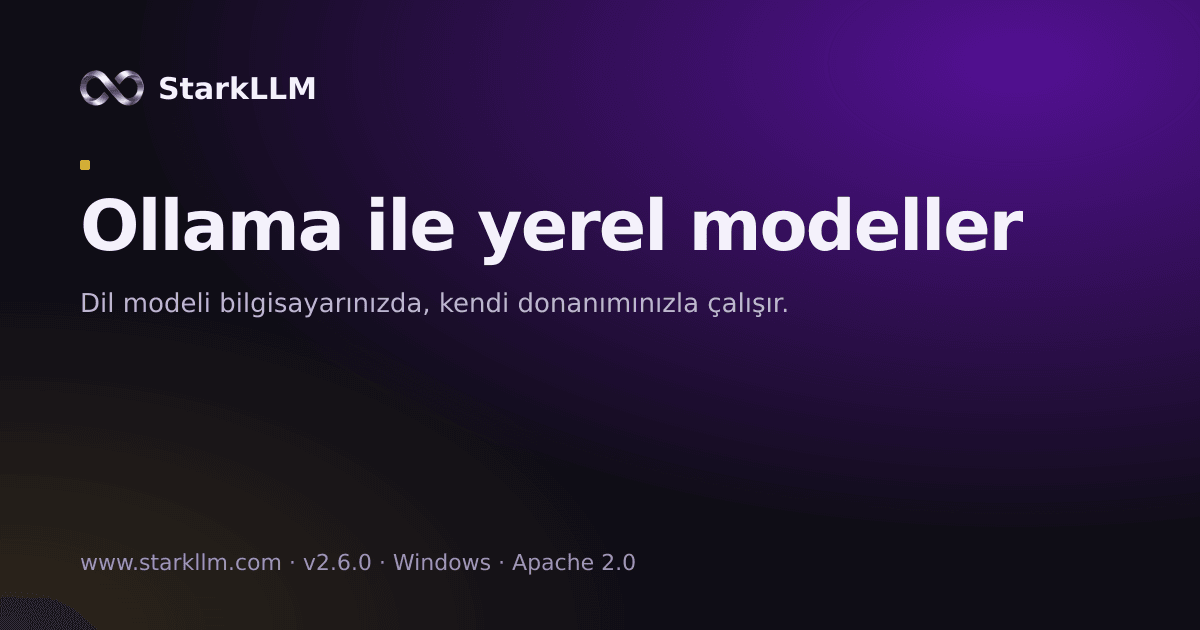 StarkLLM
Ollama ile yerel modeller
Dil modeli bilgisayarınızda, kendi donanımınızla çalışır.
www.starkllm.com · v2.6.0 · Windows · Apache 2.0